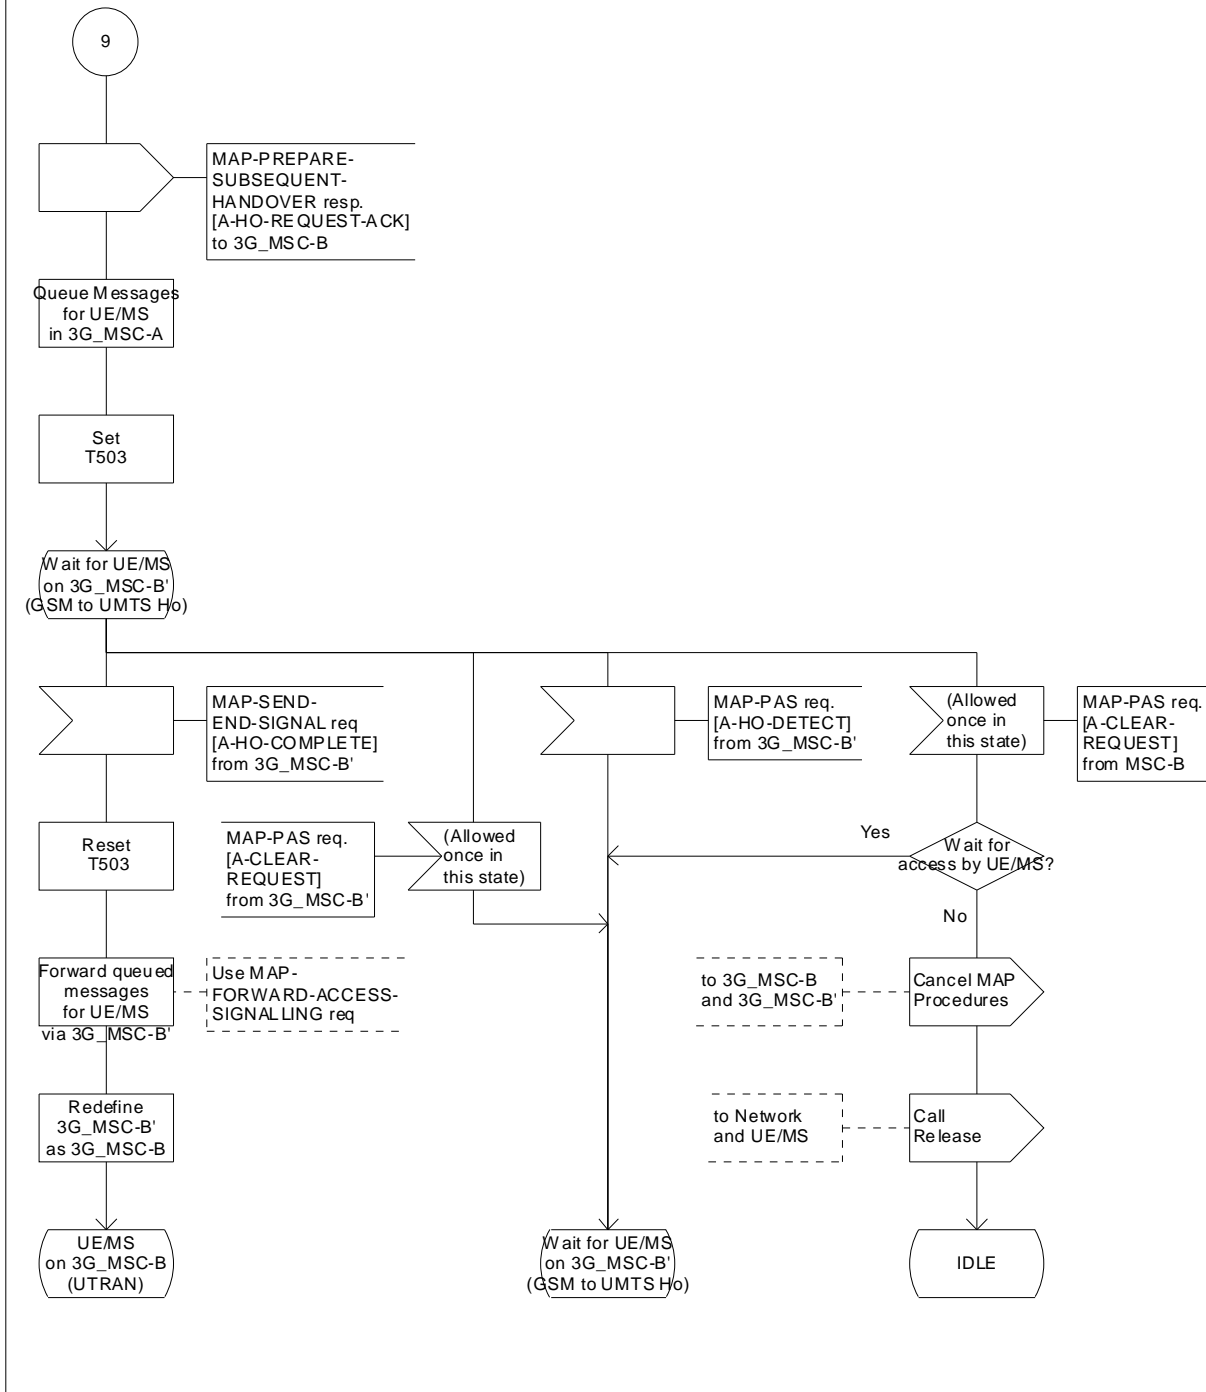 9
MAP-PREPARE-
SUBSEQUENT-
HANDOVER resp.
[A-HO-REQUEST-ACK]
to 3G_MSC-B
Queue Messages
for UE/MS
in 3G_MSC-A
Set
T503
Wait for UE/MS
on 3G_MSC-B'
(GSM to UMTS Ho)
MAP-SEND-
END-SIGNAL req
[A-HO-COMPLETE]
from 3G_MSC-B'
MAP-PAS req.
[A-HO-DETECT]
from 3G_MSC-B'
(Allowed
once in
this state)
MAP-PAS req.
[A-CLEAR-
REQUEST]
from MSC-B
Reset
T503
MAP-PAS req.
[A-CLEAR-
REQUEST]
from 3G_MSC-B'
(Allowed
once in
this state)
Yes
Wait for
access by UE/MS?
No
Forward queued
messages
for UE/MS
via 3G_MSC-B'
Use MAP-
FORWARD-ACCESS-
SIGNALLING req
to 3G_MSC-B
and 3G_MSC-B'
Cancel MAP
Procedures
Redefine
3G_MSC-B'
as 3G_MSC-B
to Network
and UE/MS
Call
Release
UE/MS
on 3G_MSC-B
(UTRAN)
Wait for UE/MS
on 3G_MSC-B'
(GSM to UMTS Ho)
IDLE